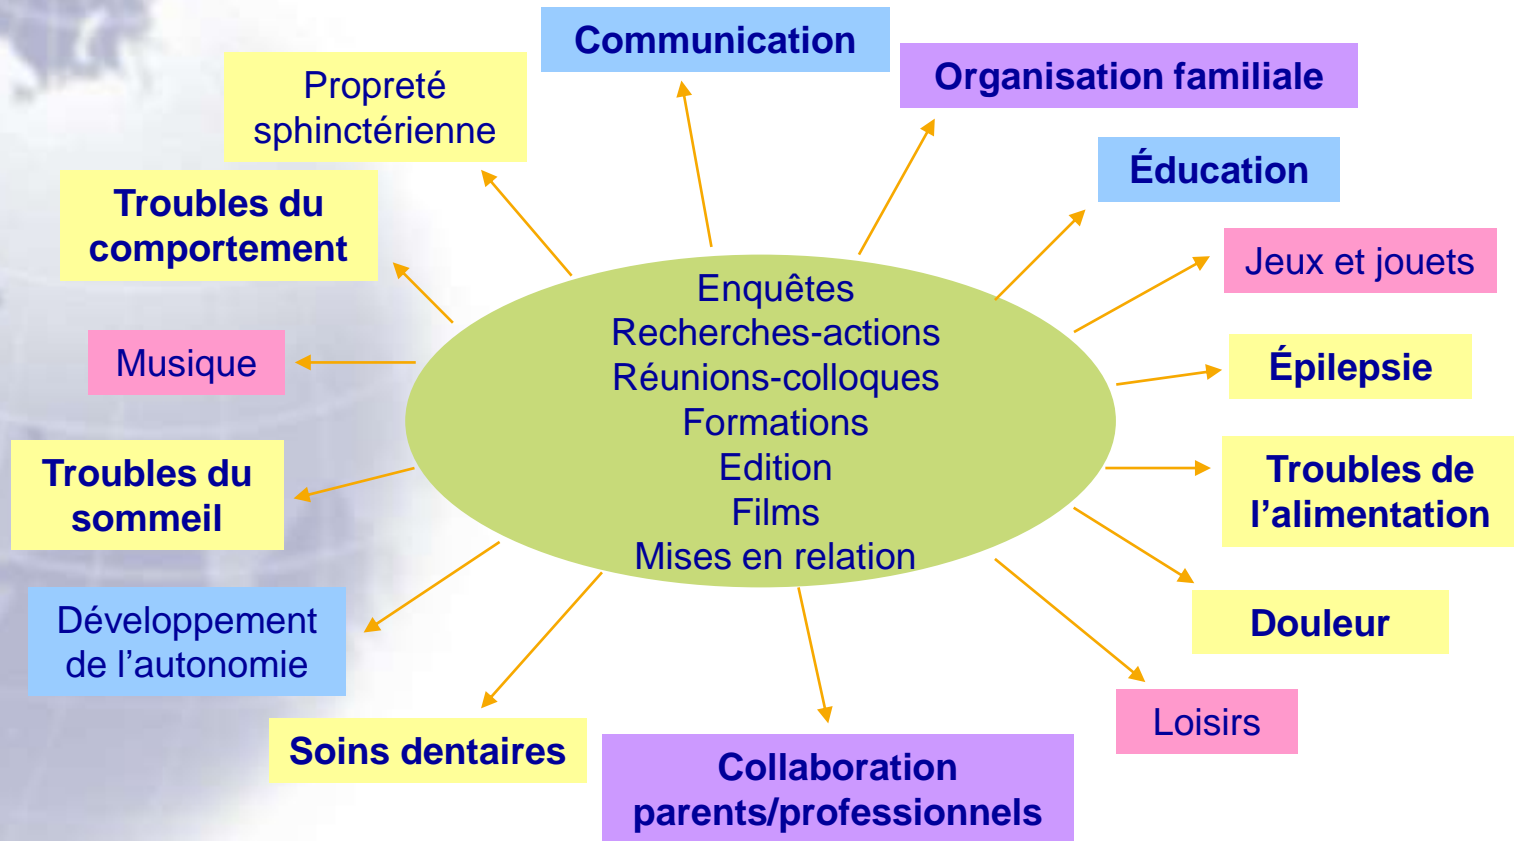 Communication
Organisation familiale
Propreté
sphinctérienne
Éducation
Troubles du
comportement
Jeux et jouets
Enquêtes
Recherches-actions
Réunions-colloques
Formations
Edition
Films
Mises en relation
Musique
Épilepsie
Troubles du
sommeil
Troubles de
l’alimentation
Développement
de l’autonomie
Douleur
Loisirs
Soins dentaires
Collaboration
parents/professionnels